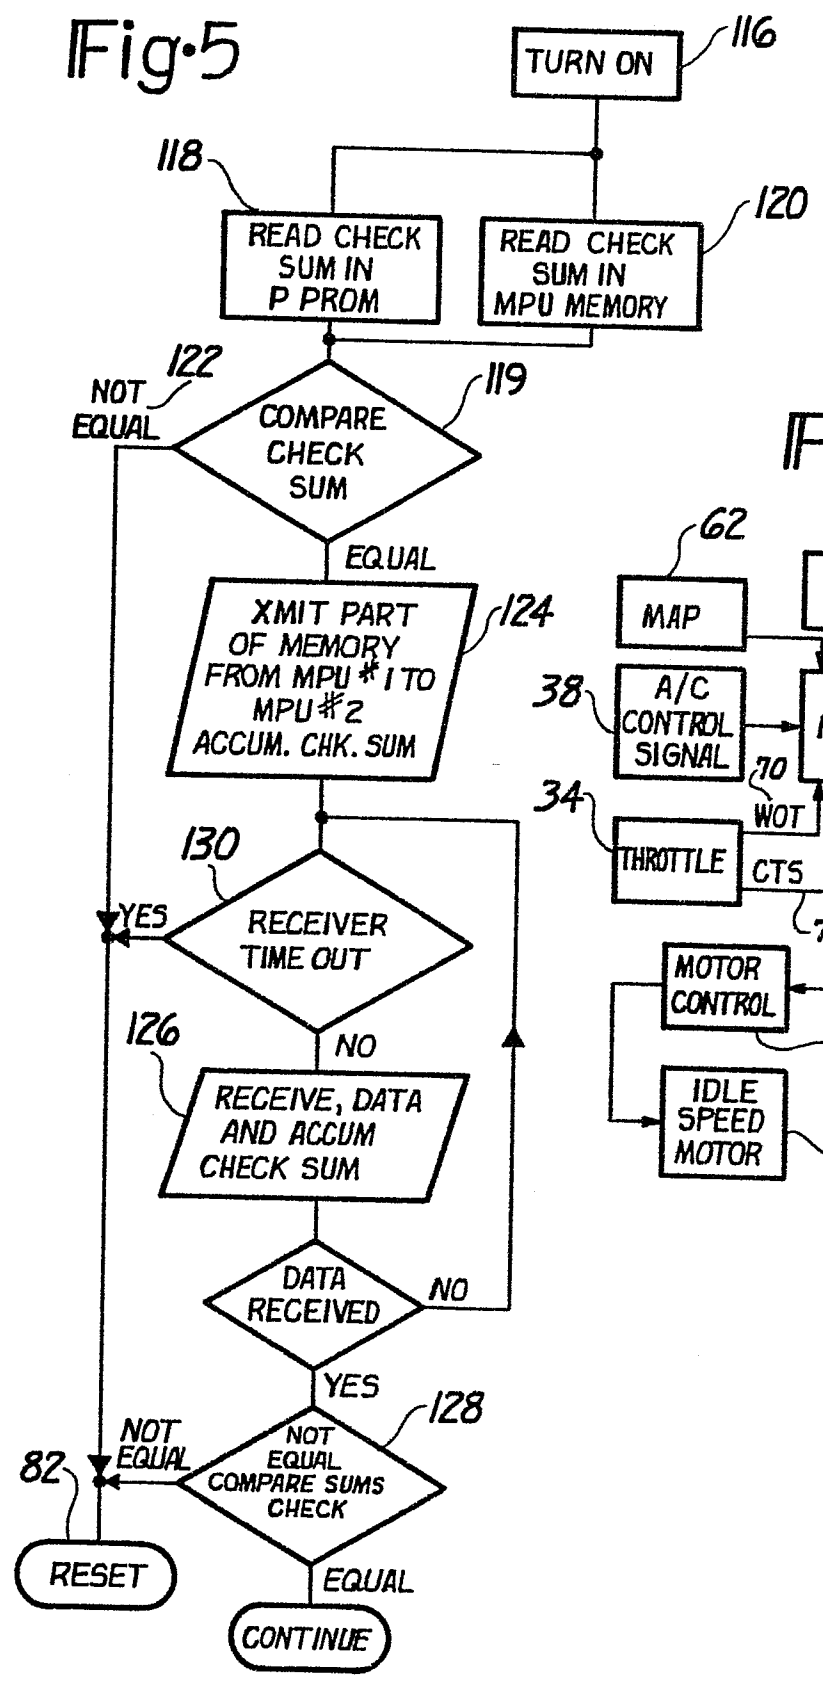 Fig.5
116
TURN ON
118
120
READ CHECK
SUM IN
P PROM
READ CHECK
SUM IN
MPU MEMORY
122
NOT
EQUAL
119
COMPARE
CHECK
SUM
EQUAL
124
XMIT PART
OF MEMORY
FROM MPU #1 TO
MPU #2
ACCUM. CHK. SUM
130
YES
RECEIVER
TIME OUT
NO
126
RECEIVE, DATA
AND ACCUM
CHECK SUM
DATA
RECEIVED
NO
YES
128
NOT
EQUAL
NOT
EQUAL
COMPARE SUMS
CHECK
82
RESET
EQUAL
CONTINUE
62
MAP
38
A/C
CONTROL
SIGNAL
70
WOT
34
THROTTLE
CTS
MOTOR
CONTROL
IDLE
SPEED
MOTOR